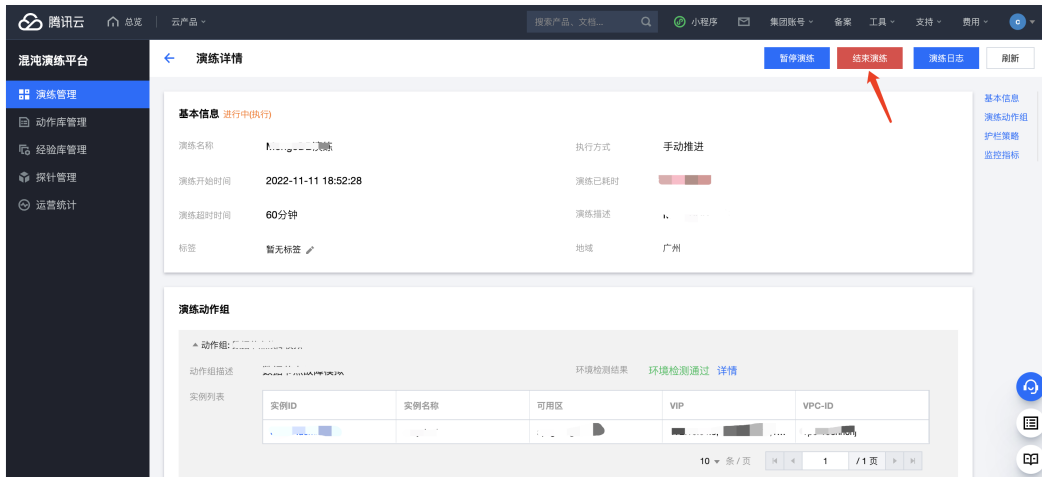 腾讯云 总览 云产品 搜索产品、文档... 小程序 集团账号 备案 工具 支持 费用 c
混沌演练平台
演练详情 暂停演练 结束演练 演练日志 刷新
演练管理
动作库管理
经验库管理
探针管理
运营统计
基本信息 进行中(执行)
演练名称
执行方式 手动推进
演练开始时间 2022-11-11 18:52:28
演练已耗时
演练超时时间 60分钟
演练描述
标签 暂无标签
地域 广州
基本信息
演练动作组
护栏策略
监控指标
演练动作组
动作组:
动作组描述
环境检测结果 环境检测通过 详情
实例列表
实例ID 实例名称 可用区 VIP VPC-ID
10 条/页 1 /1页